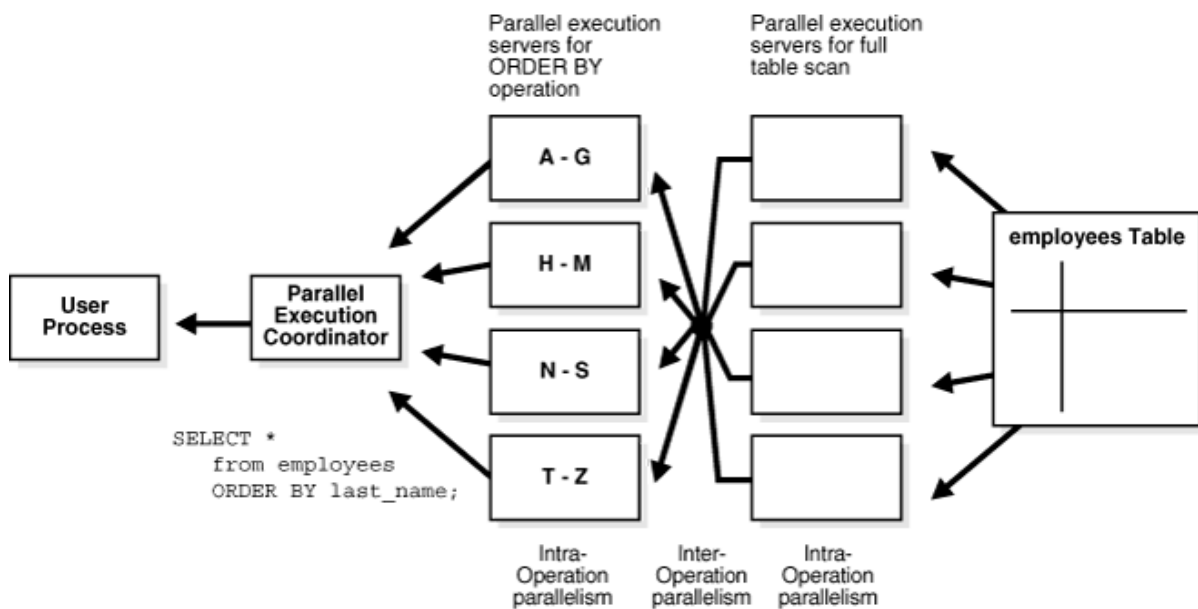 Parallel execution
servers for
ORDER BY
operation
Parallel execution
servers for full
table scan
A - G
H - M
N - S
T - Z
employees Table
User
Process
Parallel
Execution
Coordinator
SELECT *
from employees
ORDER BY last_name;
Intra-
Operation
parallelism
Inter-
Operation
parallelism
Intra-
Operation
parallelism